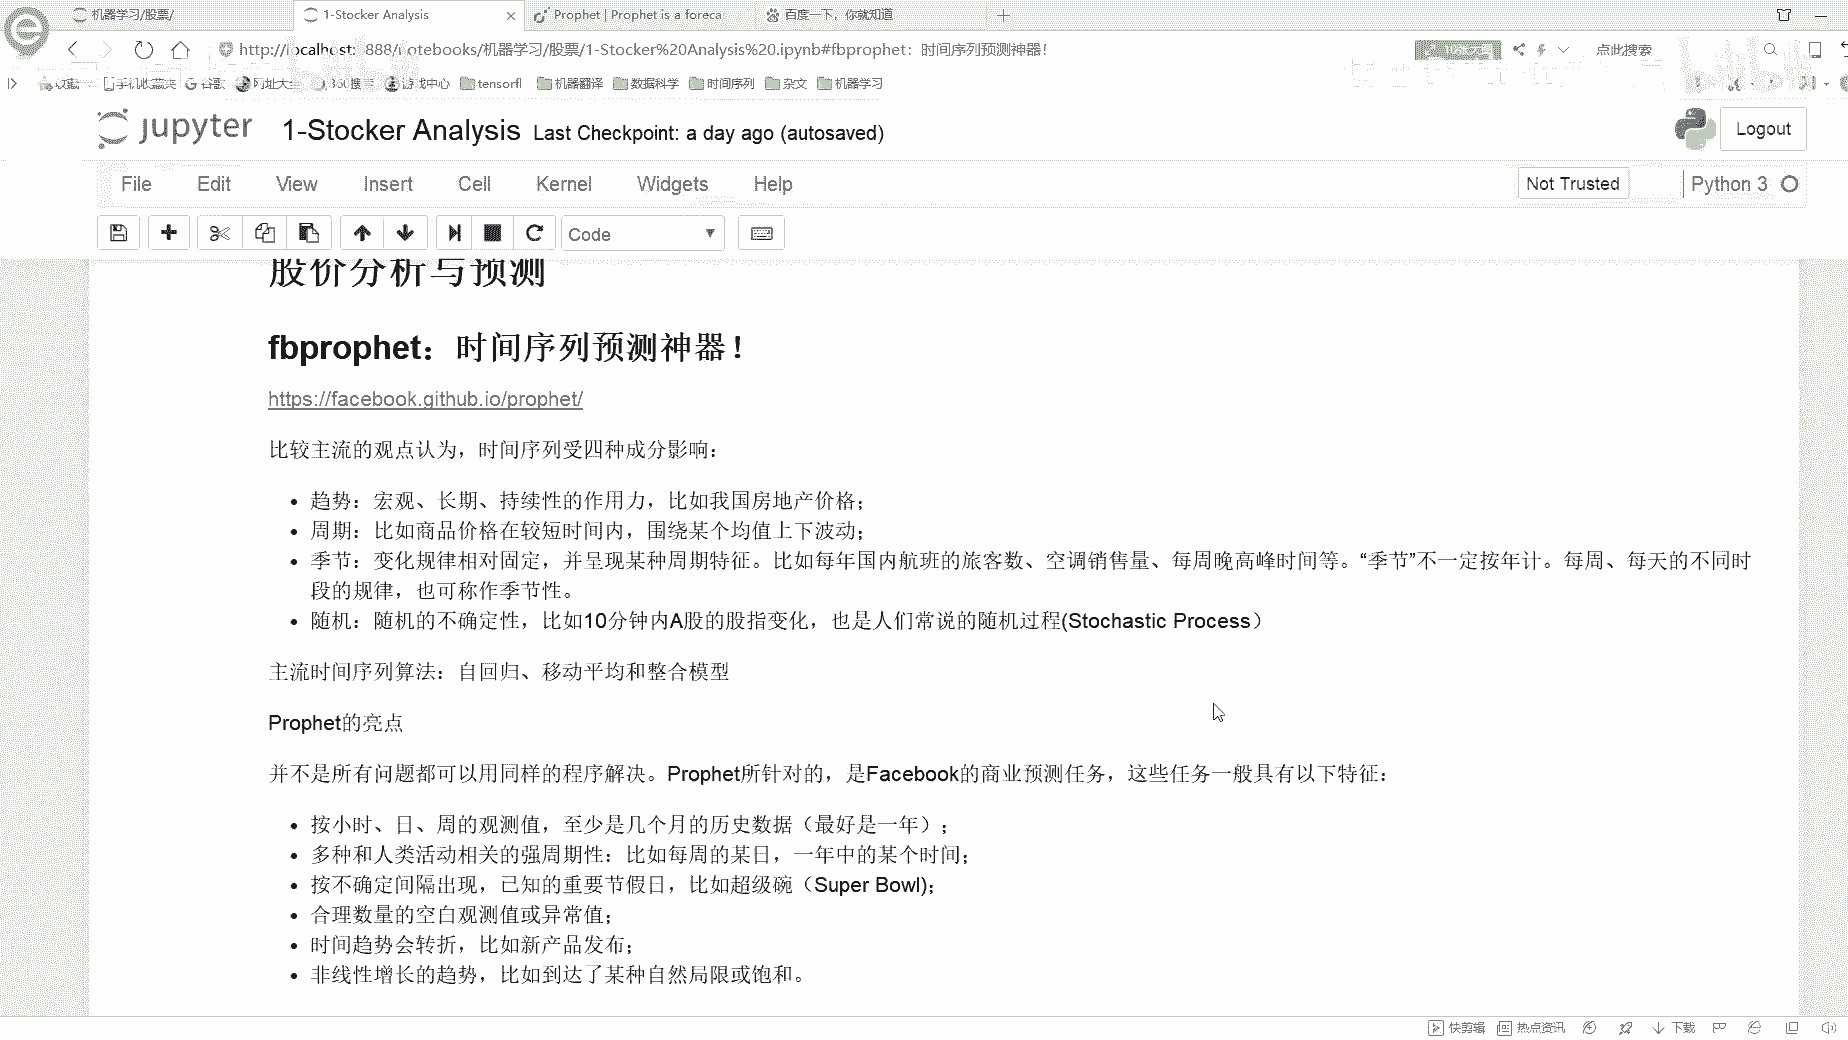 机器学习/股票/
1-Stocker Analysis
Prophet | Prophet is a foreca
百度一下，你就知道
888/notebooks/机器学习/股票/1-Stocker%20Analysis%20.ipynb#fbprophet：时间序列预测神器！
点此搜索
收藏 手机收藏夹 谷歌 网址大全 游戏中心 tensorfl 机器翻译 数据科学 时间序列 杂文 机器学习
jupyter 1-Stocker Analysis Last Checkpoint: a day ago (autosaved)
Logout
File Edit View Insert Cell Kernel Widgets Help
Not Trusted
Python 3
Code
股价分析与预测
fbprophet：时间序列预测神器！
https://facebook.github.io/prophet/
比较主流的观点认为，时间序列受四种成分影响：
• 趋势：宏观、长期、持续性的作用力，比如我国房地产价格；
• 周期：比如商品价格在较短时间内，围绕某个均值上下波动；
• 季节：变化规律相对固定，并呈现某种周期特征。比如每年国内航班的旅客数、空调销售量、每周晚高峰时间等。“季节”不一定按年计。每周、每天的不同时
段的规律，也可称作季节性。
• 随机：随机的不确定性，比如10分钟内A股的股指变化，也是人们常说的随机过程(Stochastic Process）
主流时间序列算法：自回归、移动平均和整合模型
Prophet的亮点
并不是所有问题都可以用同样的程序解决。Prophet所针对的，是Facebook的商业预测任务，这些任务一般具有以下特征：
• 按小时、日、周的观测值，至少是几个月的历史数据（最好是一年）；
• 多种和人类活动相关的强周期性：比如每周的某日，一年中的某个时间；
• 按不确定间隔出现，已知的重要节假日，比如超级碗（Super Bowl);
• 合理数量的空白观测值或异常值；
• 时间趋势会转折，比如新产品发布；
• 非线性增长的趋势，比如到达了某种自然局限或饱和。
快剪辑 热点资讯 下载